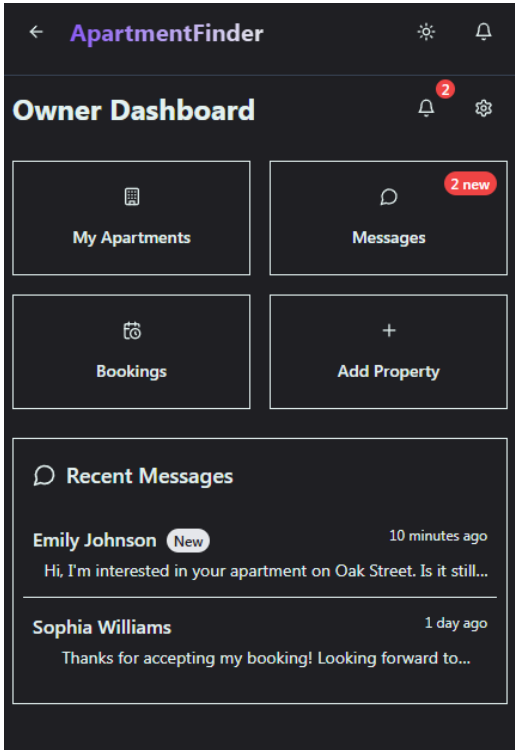 ApartmentFinder
Owner Dashboard
2
My Apartments
Messages
2 new
Bookings
Add Property
Recent Messages
Emily Johnson New
10 minutes ago
Hi, I'm interested in your apartment on Oak Street. Is it still...
Sophia Williams
1 day ago
Thanks for accepting my booking! Looking forward to...